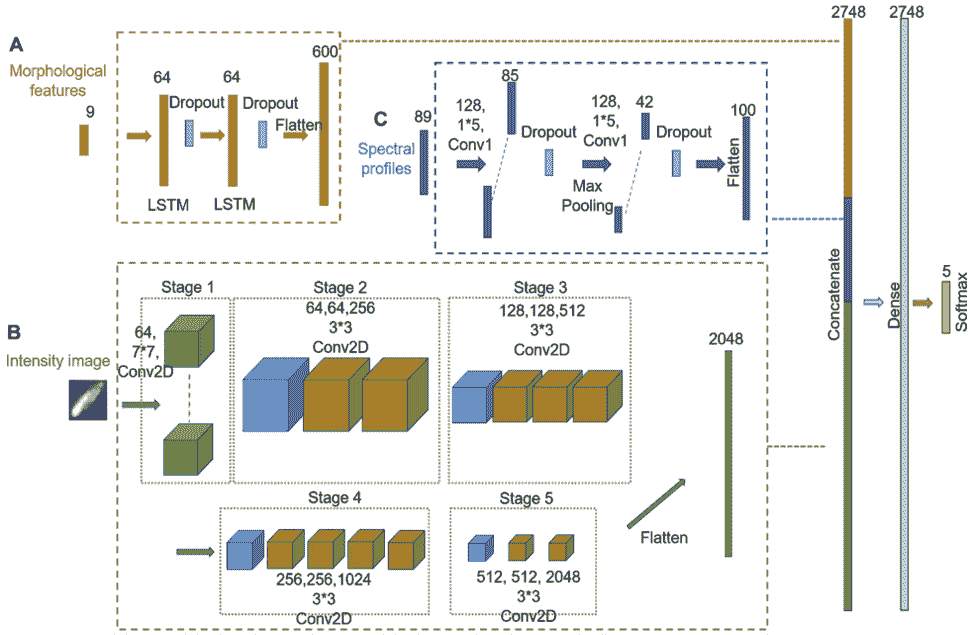 A
Morphological
features
9
64
LSTM
Dropout
64
LSTM
Dropout
Flatten
600
C
Spectral
profiles
89
128,
1*5,
Conv1
85
Dropout
128,
1*5,
Conv1
Max
Pooling
42
Dropout
Flatten
100
B
Intensity image
64,
7*7,
Conv2D
Stage 1
Stage 2
64,64,256
3*3
Conv2D
Stage 3
128,128,512
3*3
Conv2D
Stage 4
256,256,1024
3*3
Conv2D
Stage 5
512, 512, 2048
3*3
Conv2D
Flatten
2048
2748
Concatenate
2748
Dense
5
Softmax